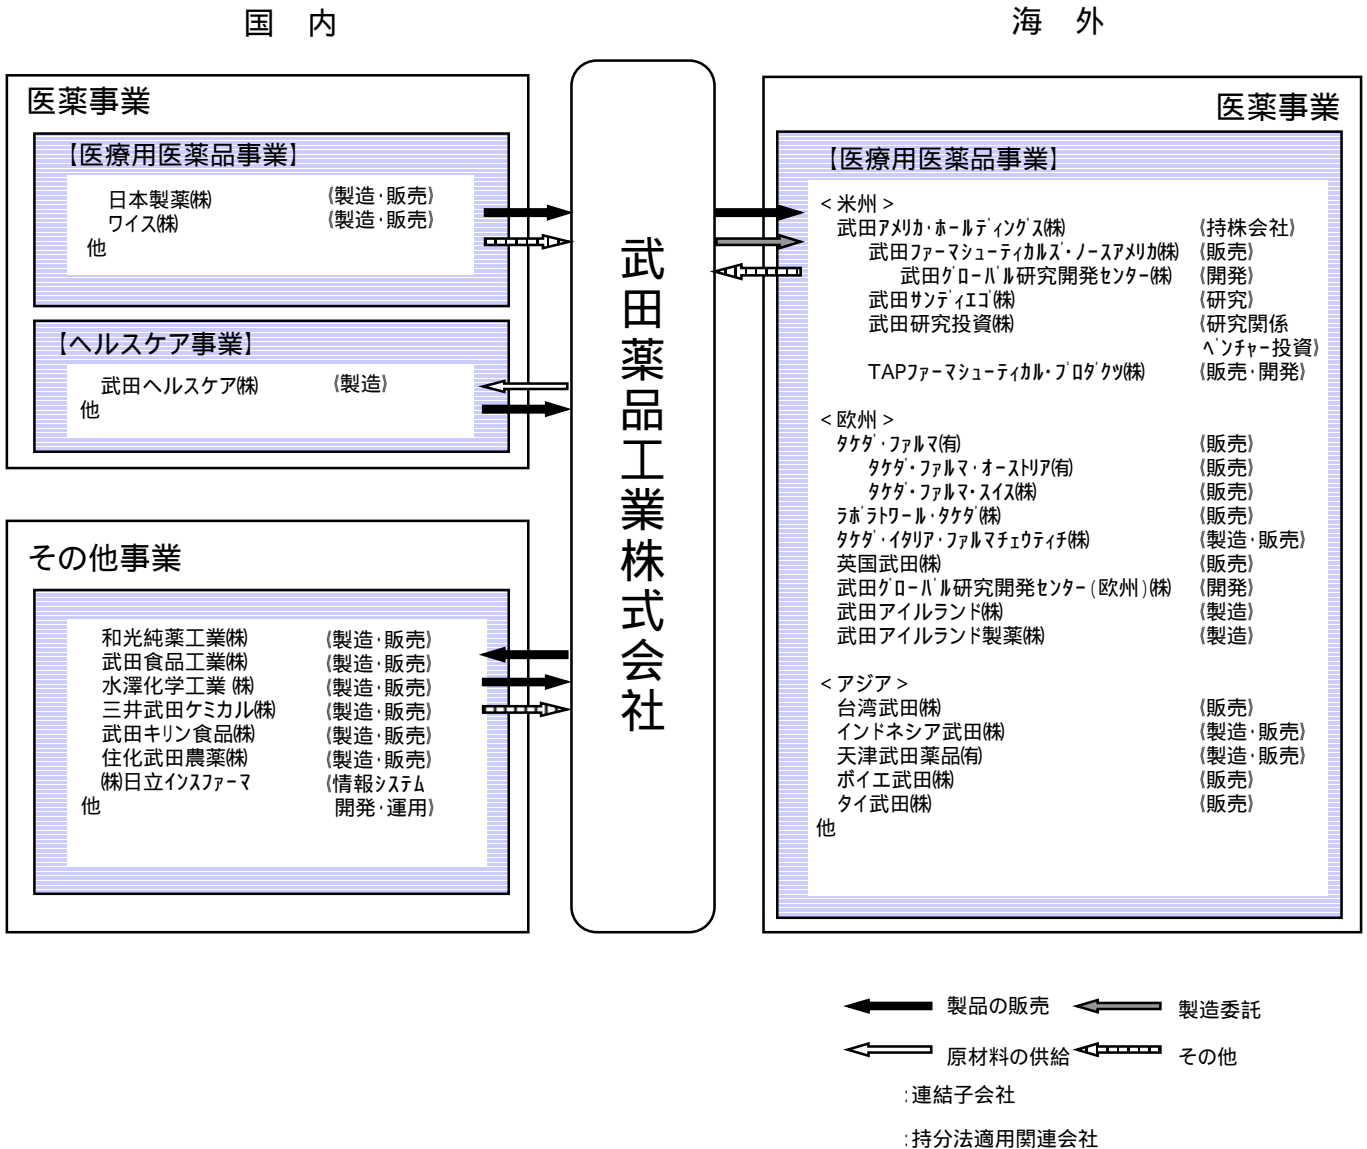 国 内
海 外
医薬事業
【医療用医薬品事業】
日本製薬㈱ (製造・販売)
ワイス㈱ (製造・販売)
他
【ヘルスケア事業】
武田ヘルスケア㈱ (製造)
他
その他事業
和光純薬工業㈱ (製造・販売)
武田食品工業㈱ (製造・販売)
水澤化学工業㈱ (製造・販売)
三井武田ケミカル㈱ (製造・販売)
武田キリン食品㈱ (製造・販売)
住化武田農薬㈱ (製造・販売)
㈱日立インスファーマ (情報システム
他 開発・運用)
武田薬品工業株式会社
医薬事業
【医療用医薬品事業】
<米州>
武田アメリカ・ホールディングス㈱ (持株会社)
武田ファーマシューティカルズ・ノースアメリカ㈱ (販売)
武田グローバル研究開発センター㈱ (開発)
武田サンディエゴ㈱ (研究)
武田研究投資㈱ (研究関係
ベンチャー投資)
TAPファーマシューティカル・プロダクツ㈱ (販売・開発)
<欧州>
タケダ・ファルマ㈲ (販売)
タケダ・ファルマ・オーストリア㈲ (販売)
タケダ・ファルマ・スイス㈱ (販売)
ラボラトワール・タケダ㈱ (販売)
タケダ・イタリア・ファルマチェウティチ㈱ (製造・販売)
英国武田㈱ (販売)
武田グローバル研究開発センター(欧州)㈱ (開発)
武田アイルランド㈱ (製造)
武田アイルランド製薬㈱ (製造)
<アジア>
台湾武田㈱ (販売)
インドネシア武田㈱ (製造・販売)
天津武田薬品㈲ (製造・販売)
ボイエ武田㈱ (販売)
タイ武田㈱ (販売)
他
製品の販売 製造委託
原材料の供給 その他
:連結子会社
:持分法適用関連会社